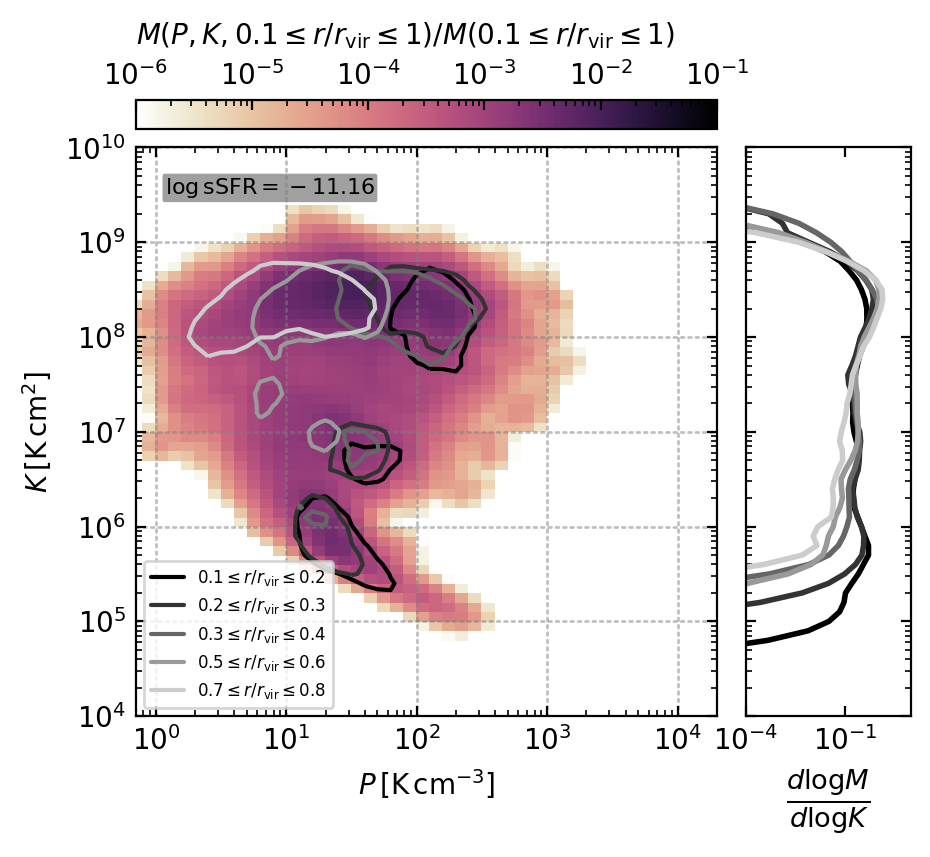 M(P, K, 0.1 ≤ r/r_vir ≤ 1)/M(0.1 ≤ r/r_vir ≤ 1)
10^−6 10^−5 10^−4 10^−3 10^−2 10^−1
10^10
log sSFR = −11.16
10^9
10^8
10^7
K [K cm^2]
10^6
10^5
10^4
0.1 ≤ r/r_vir ≤ 0.2
0.2 ≤ r/r_vir ≤ 0.3
0.3 ≤ r/r_vir ≤ 0.4
0.5 ≤ r/r_vir ≤ 0.6
0.7 ≤ r/r_vir ≤ 0.8
10^0 10^1 10^2 10^3 10^4 10^−4 10^−1
P [K cm^−3]
dlogM
dlogK